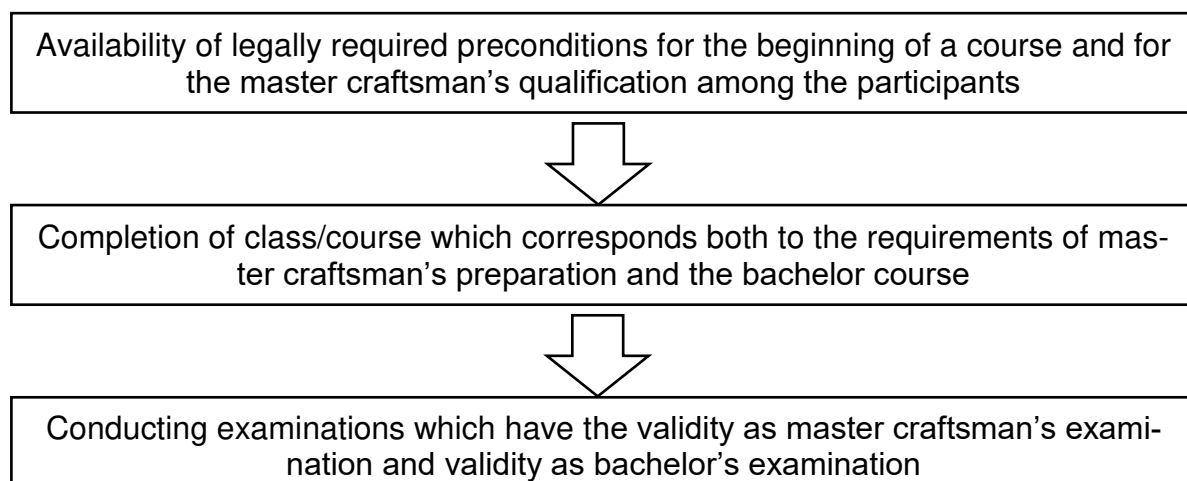 Availability of legally required preconditions for the beginning of a course and for
the master craftsman’s qualification among the participants
Completion of class/course which corresponds both to the requirements of mas-
ter craftsman’s preparation and the bachelor course
Conducting examinations which have the validity as master craftsman’s exami-
nation and validity as bachelor’s examination